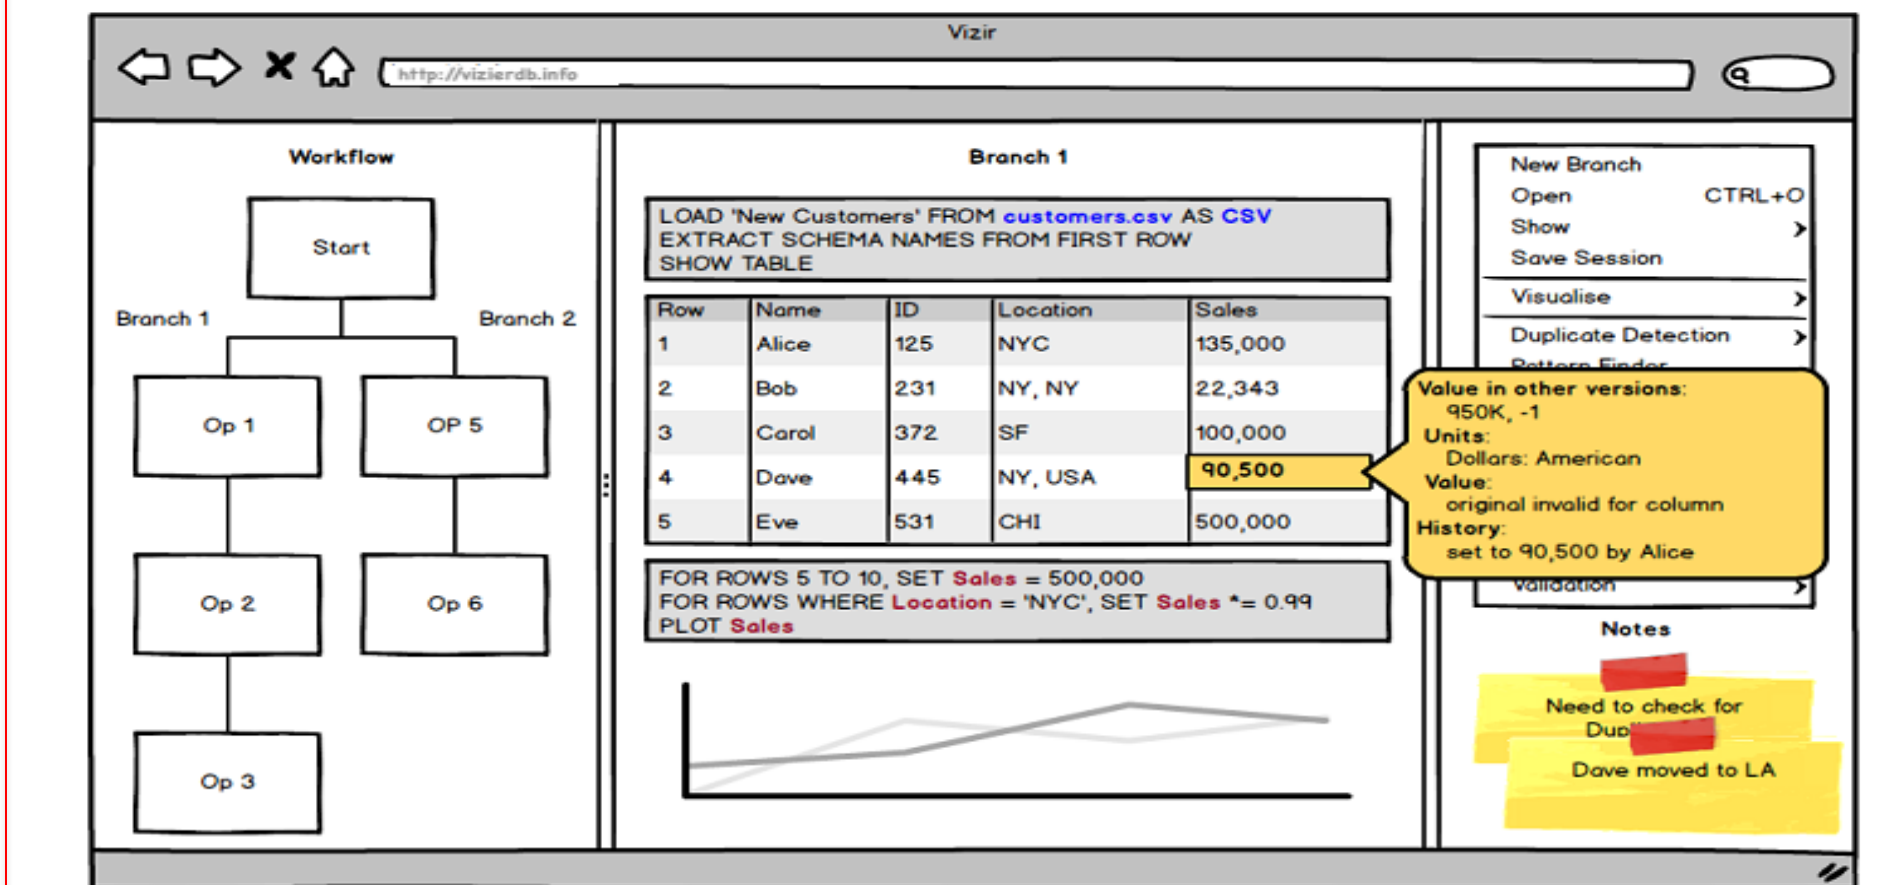 Vizir
http://vizierdb.info
Workflow
Start
Branch 1
Branch 2
Op 1
OP 5
Op 2
Op 6
Op 3
Branch 1
LOAD 'New Customers' FROM customers.csv AS CSV
EXTRACT SCHEMA NAMES FROM FIRST ROW
SHOW TABLE
Row Name ID Location Sales
1 Alice 125 NYC 135,000
2 Bob 231 NY, NY 22,343
3 Carol 372 SF 100,000
4 Dave 445 NY, USA 90,500
5 Eve 531 CHI 500,000
FOR ROWS 5 TO 10, SET Sales = 500,000
FOR ROWS WHERE Location = 'NYC', SET Sales *= 0.99
PLOT Sales
New Branch
Open CTRL+O
Show
Save Session
Visualise
Duplicate Detection
Pattern Finder
Value in other versions:
950K, -1
Units:
Dollars: American
Value:
original invalid for column
History:
set to 90,500 by Alice
Validation
Notes
Need to check for
Dave moved to LA